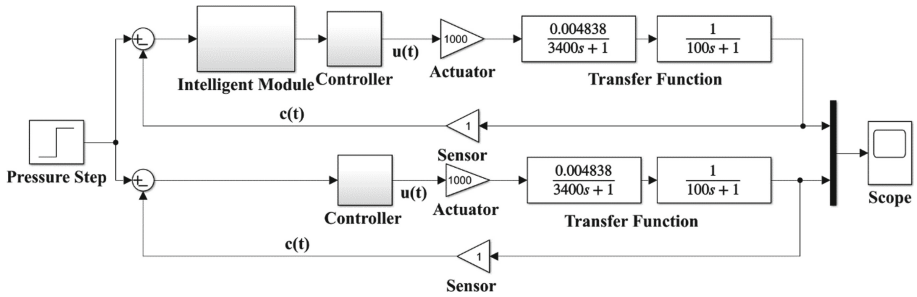 Intelligent Module
Controller
u(t)
1000
Actuator
0.004838
3400s + 1
1
100s + 1
Transfer Function
c(t)
1
Sensor
Pressure Step
Scope
Controller
u(t)
1000
Actuator
0.004838
3400s + 1
1
100s + 1
Transfer Function
c(t)
1
Sensor